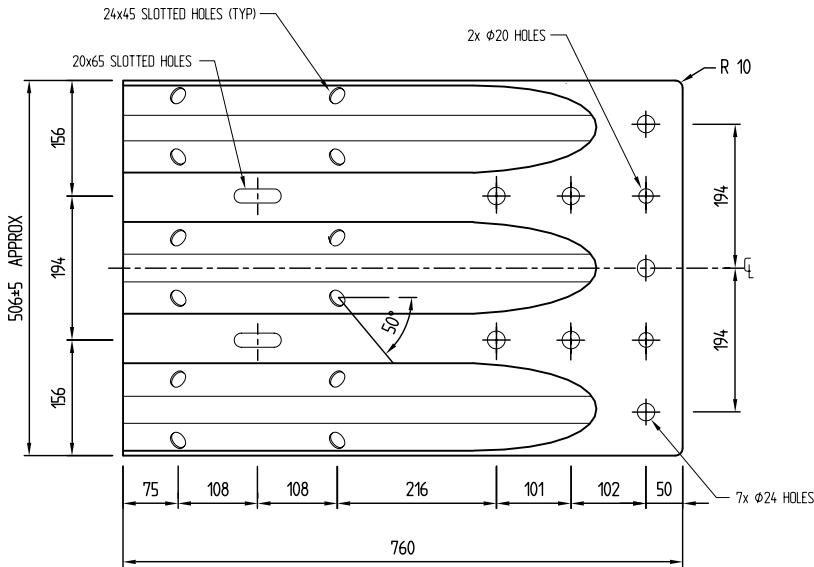 24x45 SLOTTED HOLES (TYP)
2x Φ20 HOLES
20x65 SLOTTED HOLES
R 10
156
194
194
506±5 APPROX
℄
50°
194
156
75
108
108
216
101
102
50
7x Φ24 HOLES
760